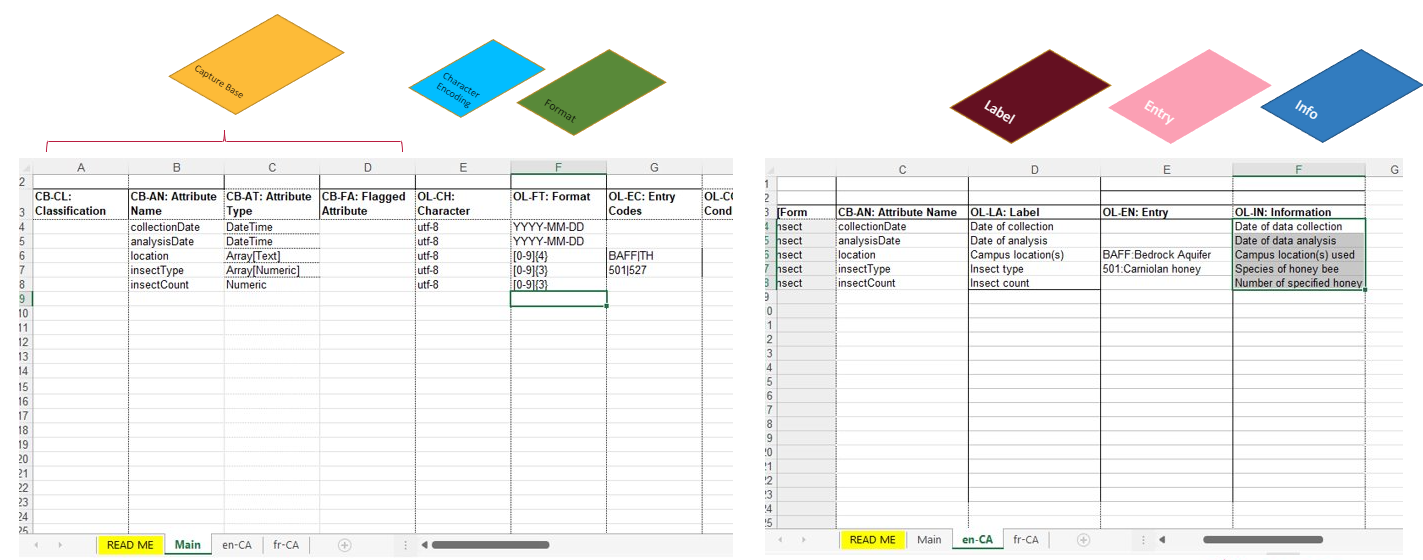 Capture Base
Character
Encoding
Format
Label
Entry
Info
A B C D E F G
2
CB-CL: CB-AN: Attribute CB-AT: Attribute CB-FA: Flagged OL-CH: OL-FT: Format OL-EC: Entry
3 Classification Name Type Attribute Character Codes Cond
4 collectionDate DateTime utf-8 YYYY-MM-DD
5 analysisDate DateTime utf-8 YYYY-MM-DD
6 location Array[Text] utf-8 [0-9]{4} BAFF|TH
7 insectType Array[Numeric] utf-8 [0-9]{3} 501|527
8 insectCount Numeric utf-8 [0-9]{3}
9
10
11
12
13
14
15
16
17
18
19
20
21
22
23
24
25
READ ME Main en-CA fr-CA
C D E F G
1
2
3 [Form CB-AN: Attribute Name OL-LA: Label OL-EN: Entry OL-IN: Information
4 nsect collectionDate Date of collection Date of data collection
5 nsect analysisDate Date of analysis Date of data analysis
6 nsect location Campus location(s) BAFF:Bedrock Aquifer Campus location(s) used
7 nsect insectType Insect type 501:Carniolan honey Species of honey bee
8 nsect insectCount Insect count Number of specified honey
9
0
1
2
3
4
5
6
7
8
9
20
21
22
23
24
25
READ ME Main en-CA fr-CA